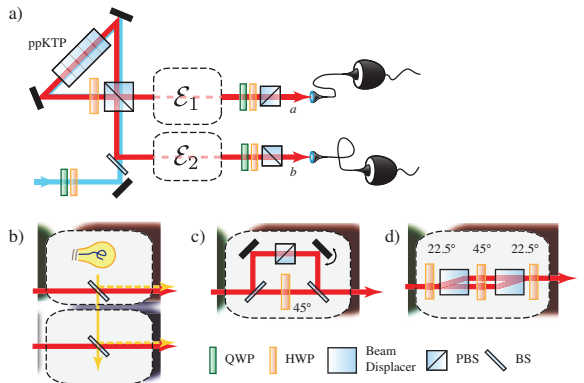 a)
ppKTP
ℰ1
a
ℰ2
b
b)
c)
45°
d)
22.5° 45° 22.5°
QWP
HWP
Beam
Displacer
PBS
BS